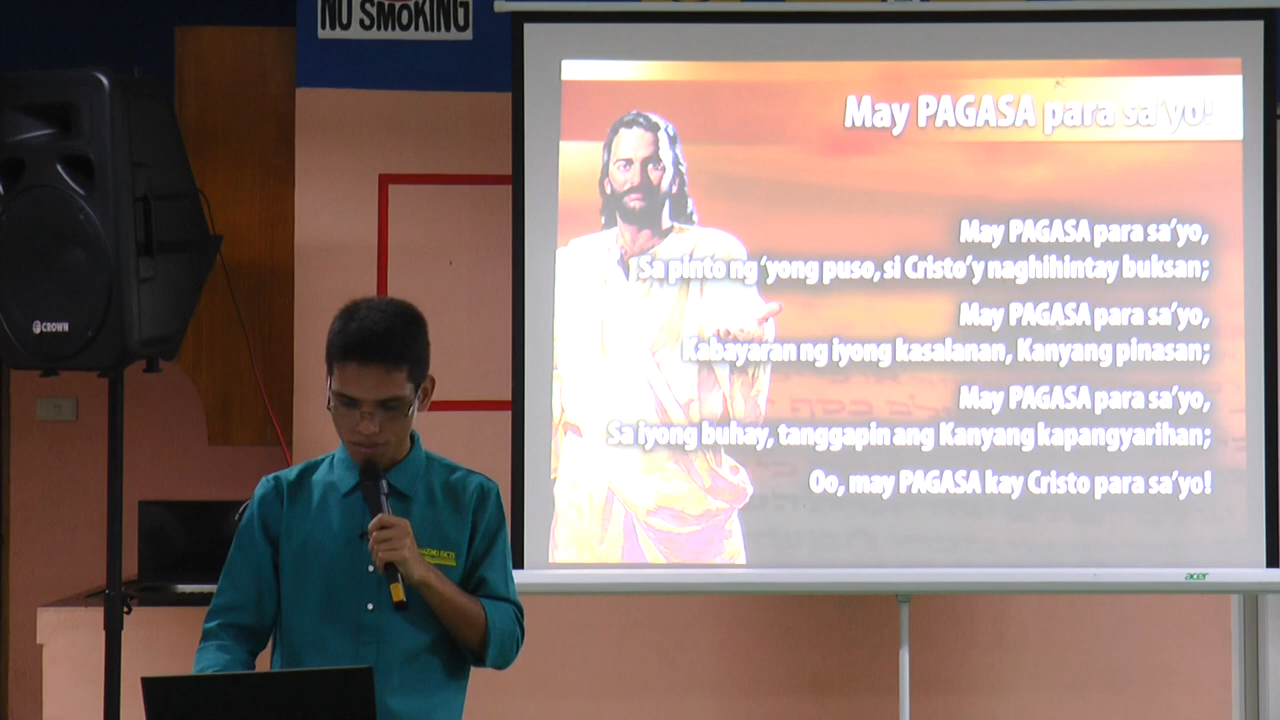 NO SMOKING
May PAGASA para sa'yo!
May PAGASA para sa'yo,
Sa pinto ng 'yong puso, si Cristo'y naghihintay buksan;
May PAGASA para sa'yo,
Kabayaran ng iyong kasalanan, Kanyang pinasan;
May PAGASA para sa'yo,
Sa iyong buhay, tanggapin ang Kanyang kapangyarihan;
Oo, may PAGASA kay Cristo para sa'yo!
CROWN
AMAZING FACTS
acer